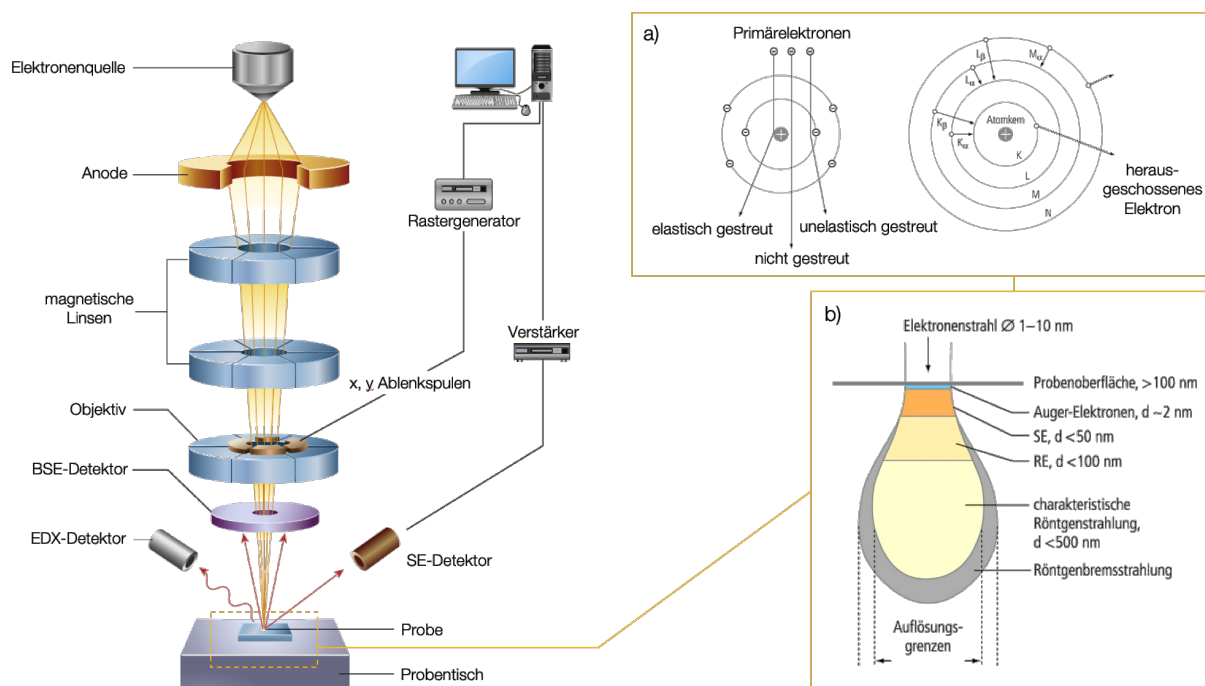 Elektronenquelle
Anode
Rastergenerator
magnetische
Linsen
Verstärker
x, y Ablenkspulen
Objektiv
BSE-Detektor
EDX-Detektor
SE-Detektor
Probe
Probentisch
a)
Primärelektronen
elastisch gestreut
unelastisch gestreut
nicht gestreut
Lβ
Mα
Lα
Kβ
Kα
Atomkern
K
L
M
N
heraus-
geschossenes
Elektron
b)
Elektronenstrahl Ø 1–10 nm
Probenoberfläche, >100 nm
Auger-Elektronen, d ~2 nm
SE, d <50 nm
RE, d <100 nm
charakteristische
Röntgenstrahlung,
d <500 nm
Röntgenbremsstrahlung
Auflösungs-
grenzen